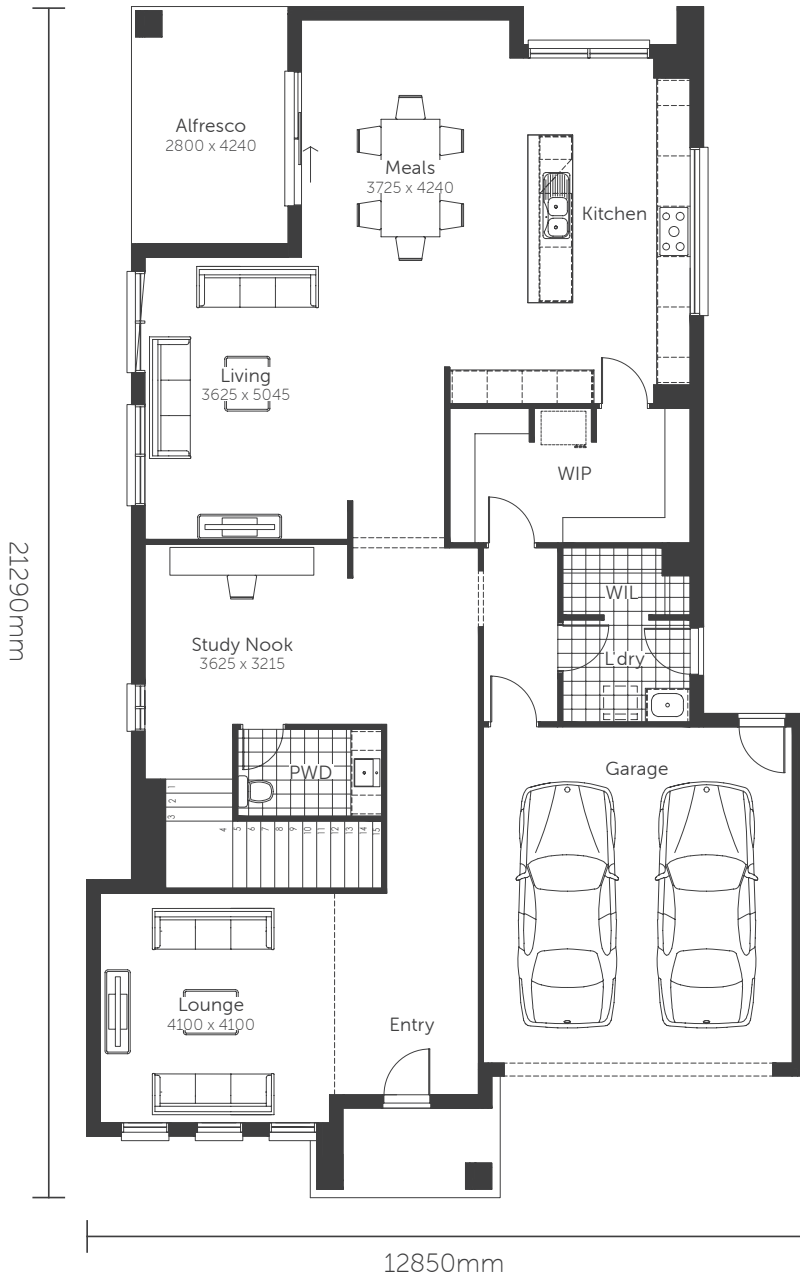 Alfresco
2800 x 4240
Meals
3725 x 4240
Kitchen
Living
3625 x 5045
WIP
21290mm
WIL
Study Nook
3625 x 3215
L'dry
PWD
Garage
1
2
3
4 5 6 7 8 9 10 11 12 13 14 15
Lounge
4100 x 4100
Entry
12850mm